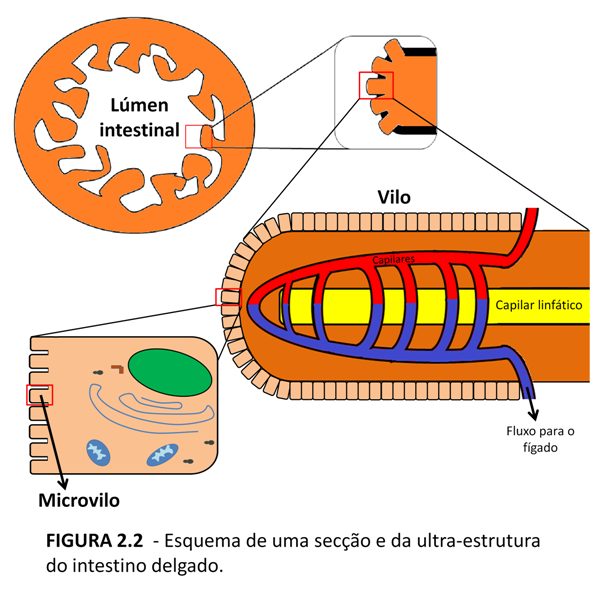 Lúmen
intestinal
Vilo
Capilares
Capilar linfático
Fluxo para o
fígado
Microvilo
FIGURA 2.2 - Esquema de uma secção e da ultra-estrutura
do intestino delgado.